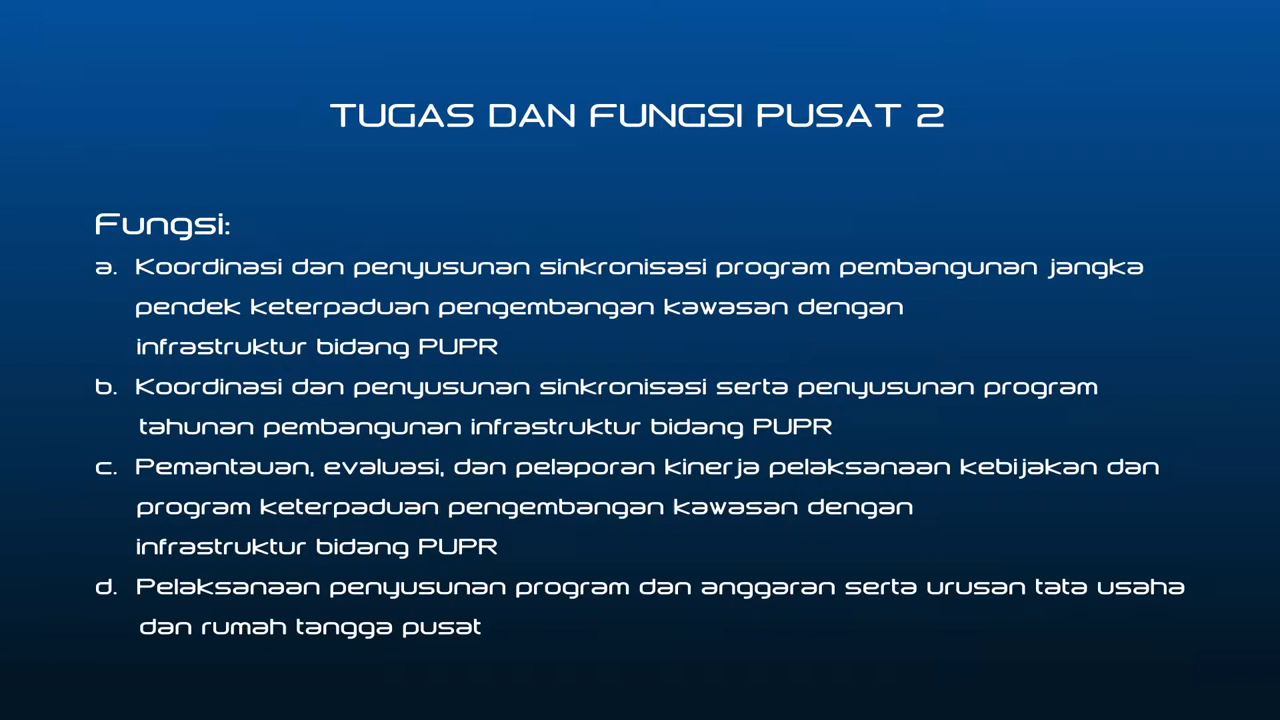 TUGAS DAN FUNGSI PUSAT 2
Fungsi:
a. Koordinasi dan penyusunan sinkronisasi program pembangunan jangka
pendek keterpaduan pengembangan kawasan dengan
infrastruktur bidang PUPR
b. Koordinasi dan penyusunan sinkronisasi serta penyusunan program
tahunan pembangunan infrastruktur bidang PUPR
c. Pemantauan, evaluasi, dan pelaporan kinerja pelaksanaan kebijakan dan
program keterpaduan pengembangan kawasan dengan
infrastruktur bidang PUPR
d. Pelaksanaan penyusunan program dan anggaran serta urusan tata usaha
dan rumah tangga pusat